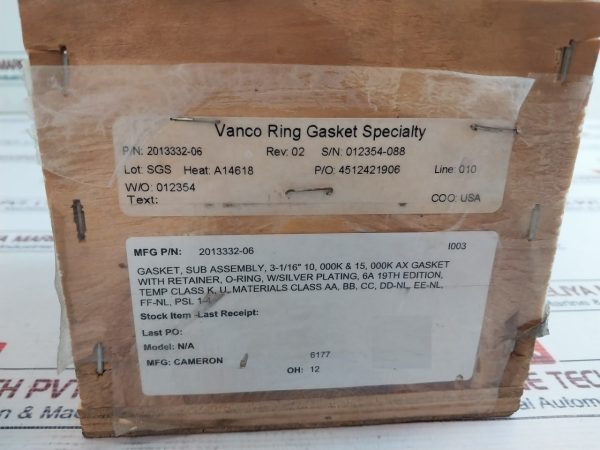 Vanco Ring Gasket Specialty
P/N: 2013332-06 Rev: 02 S/N: 012354-088
Lot: SGS Heat: A14618 P/O: 4512421906 Line: 010
W/O: 012354
Text: COO: USA
MFG P/N: 2013332-06 I003
GASKET, SUB ASSEMBLY, 3-1/16" 10, 000K & 15, 000K AX GASKET
WITH RETAINER, O-RING, W/SILVER PLATING, 6A 19TH EDITION,
TEMP CLASS K, U, MATERIALS CLASS AA, BB, CC, DD-NL, EE-NL,
FF-NL, PSL 1-4
Stock Item -Last Receipt:
Last PO:
Model: N/A
MFG: CAMERON 6177
OH: 12